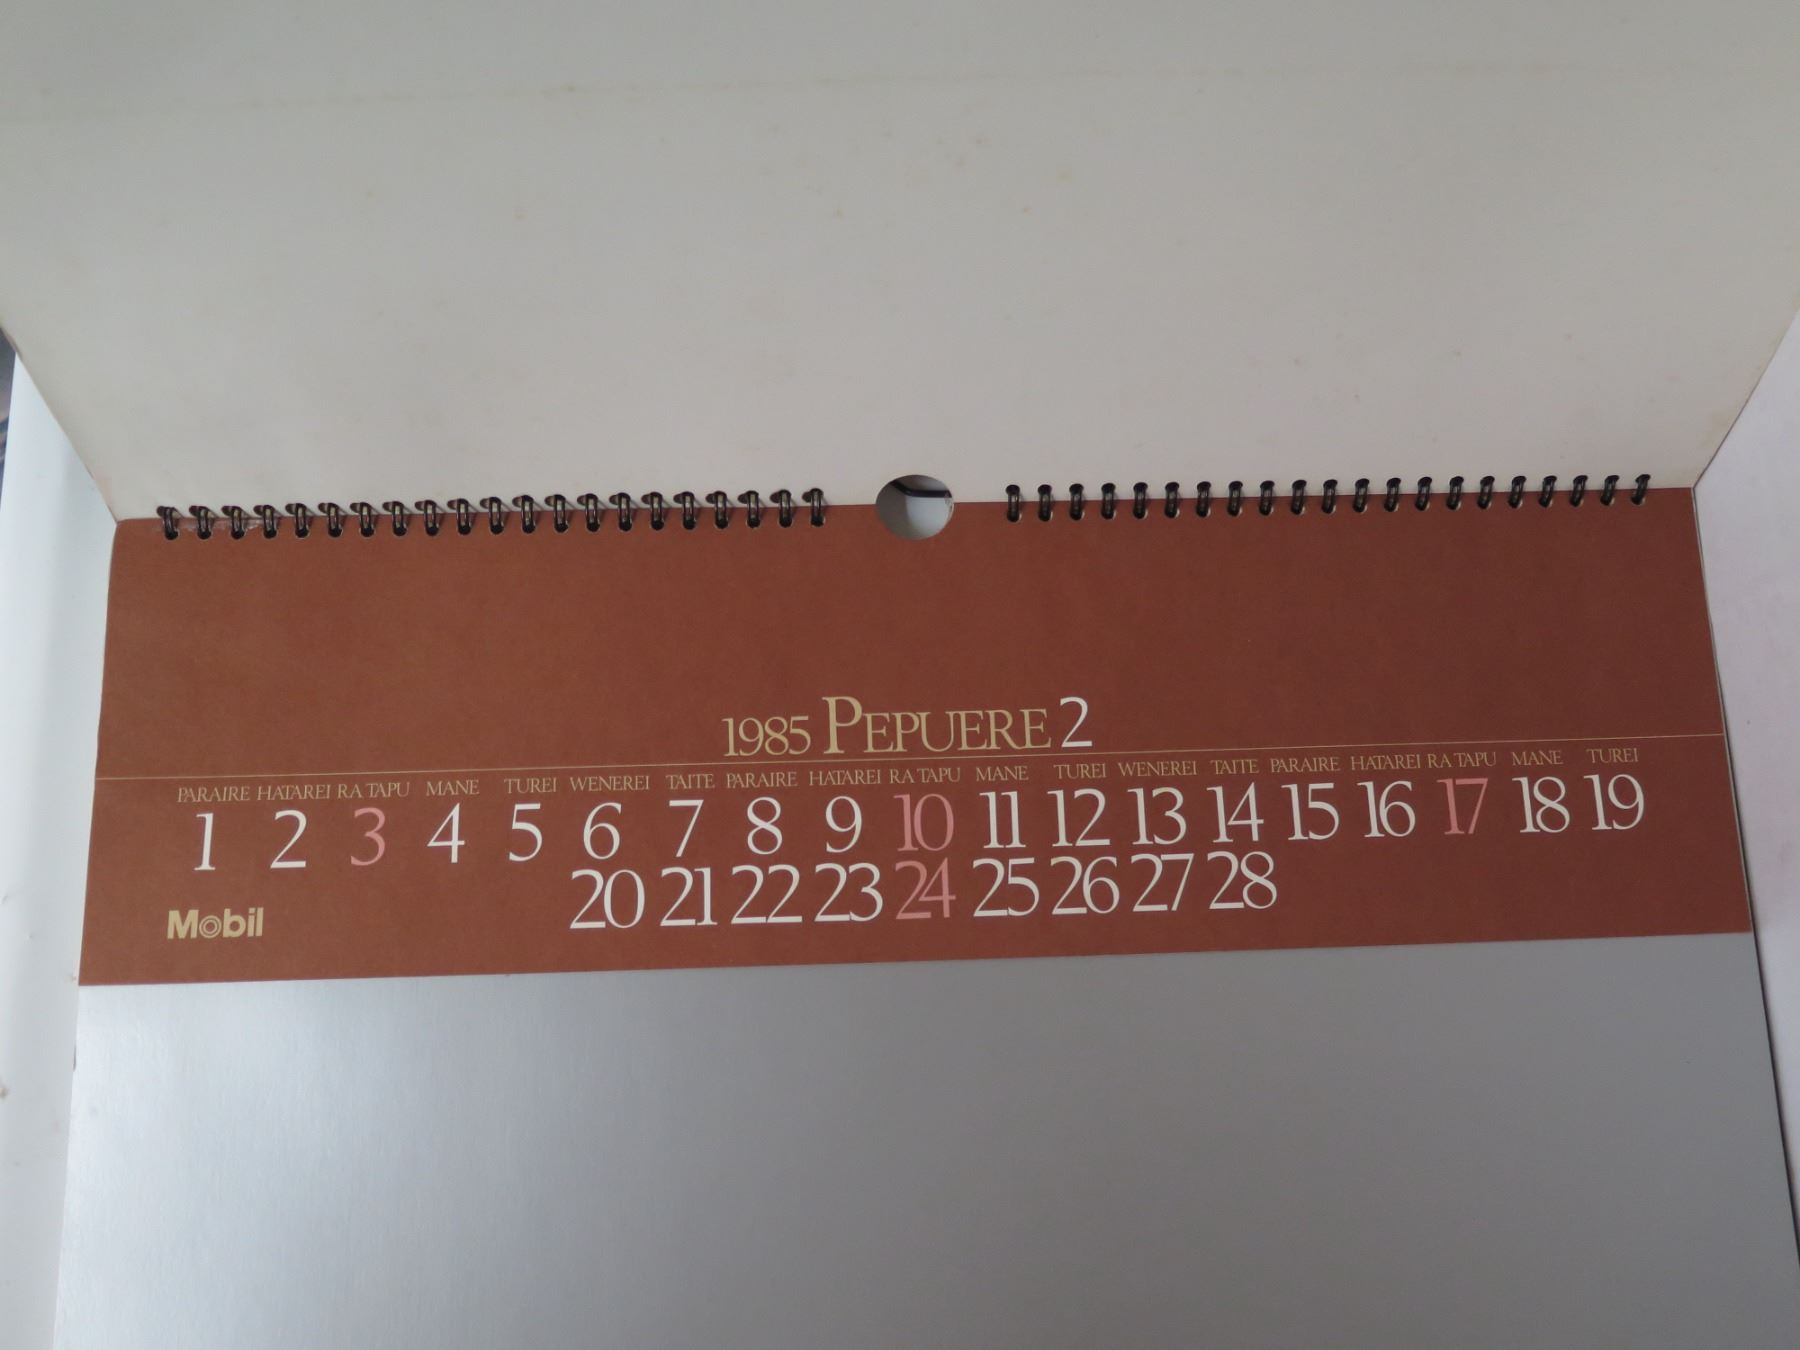 1985 PEPUERE 2
PARAIRE HATAREI RA TAPU MANE TUREI WENEREI TAITE PARAIRE HATAREI RA TAPU MANE TUREI WENEREI TAITE PARAIRE HATAREI RA TAPU MANE TUREI
1 2 3 4 5 6 7 8 9 10 11 12 13 14 15 16 17 18 19
20 21 22 23 24 25 26 27 28
Mobil